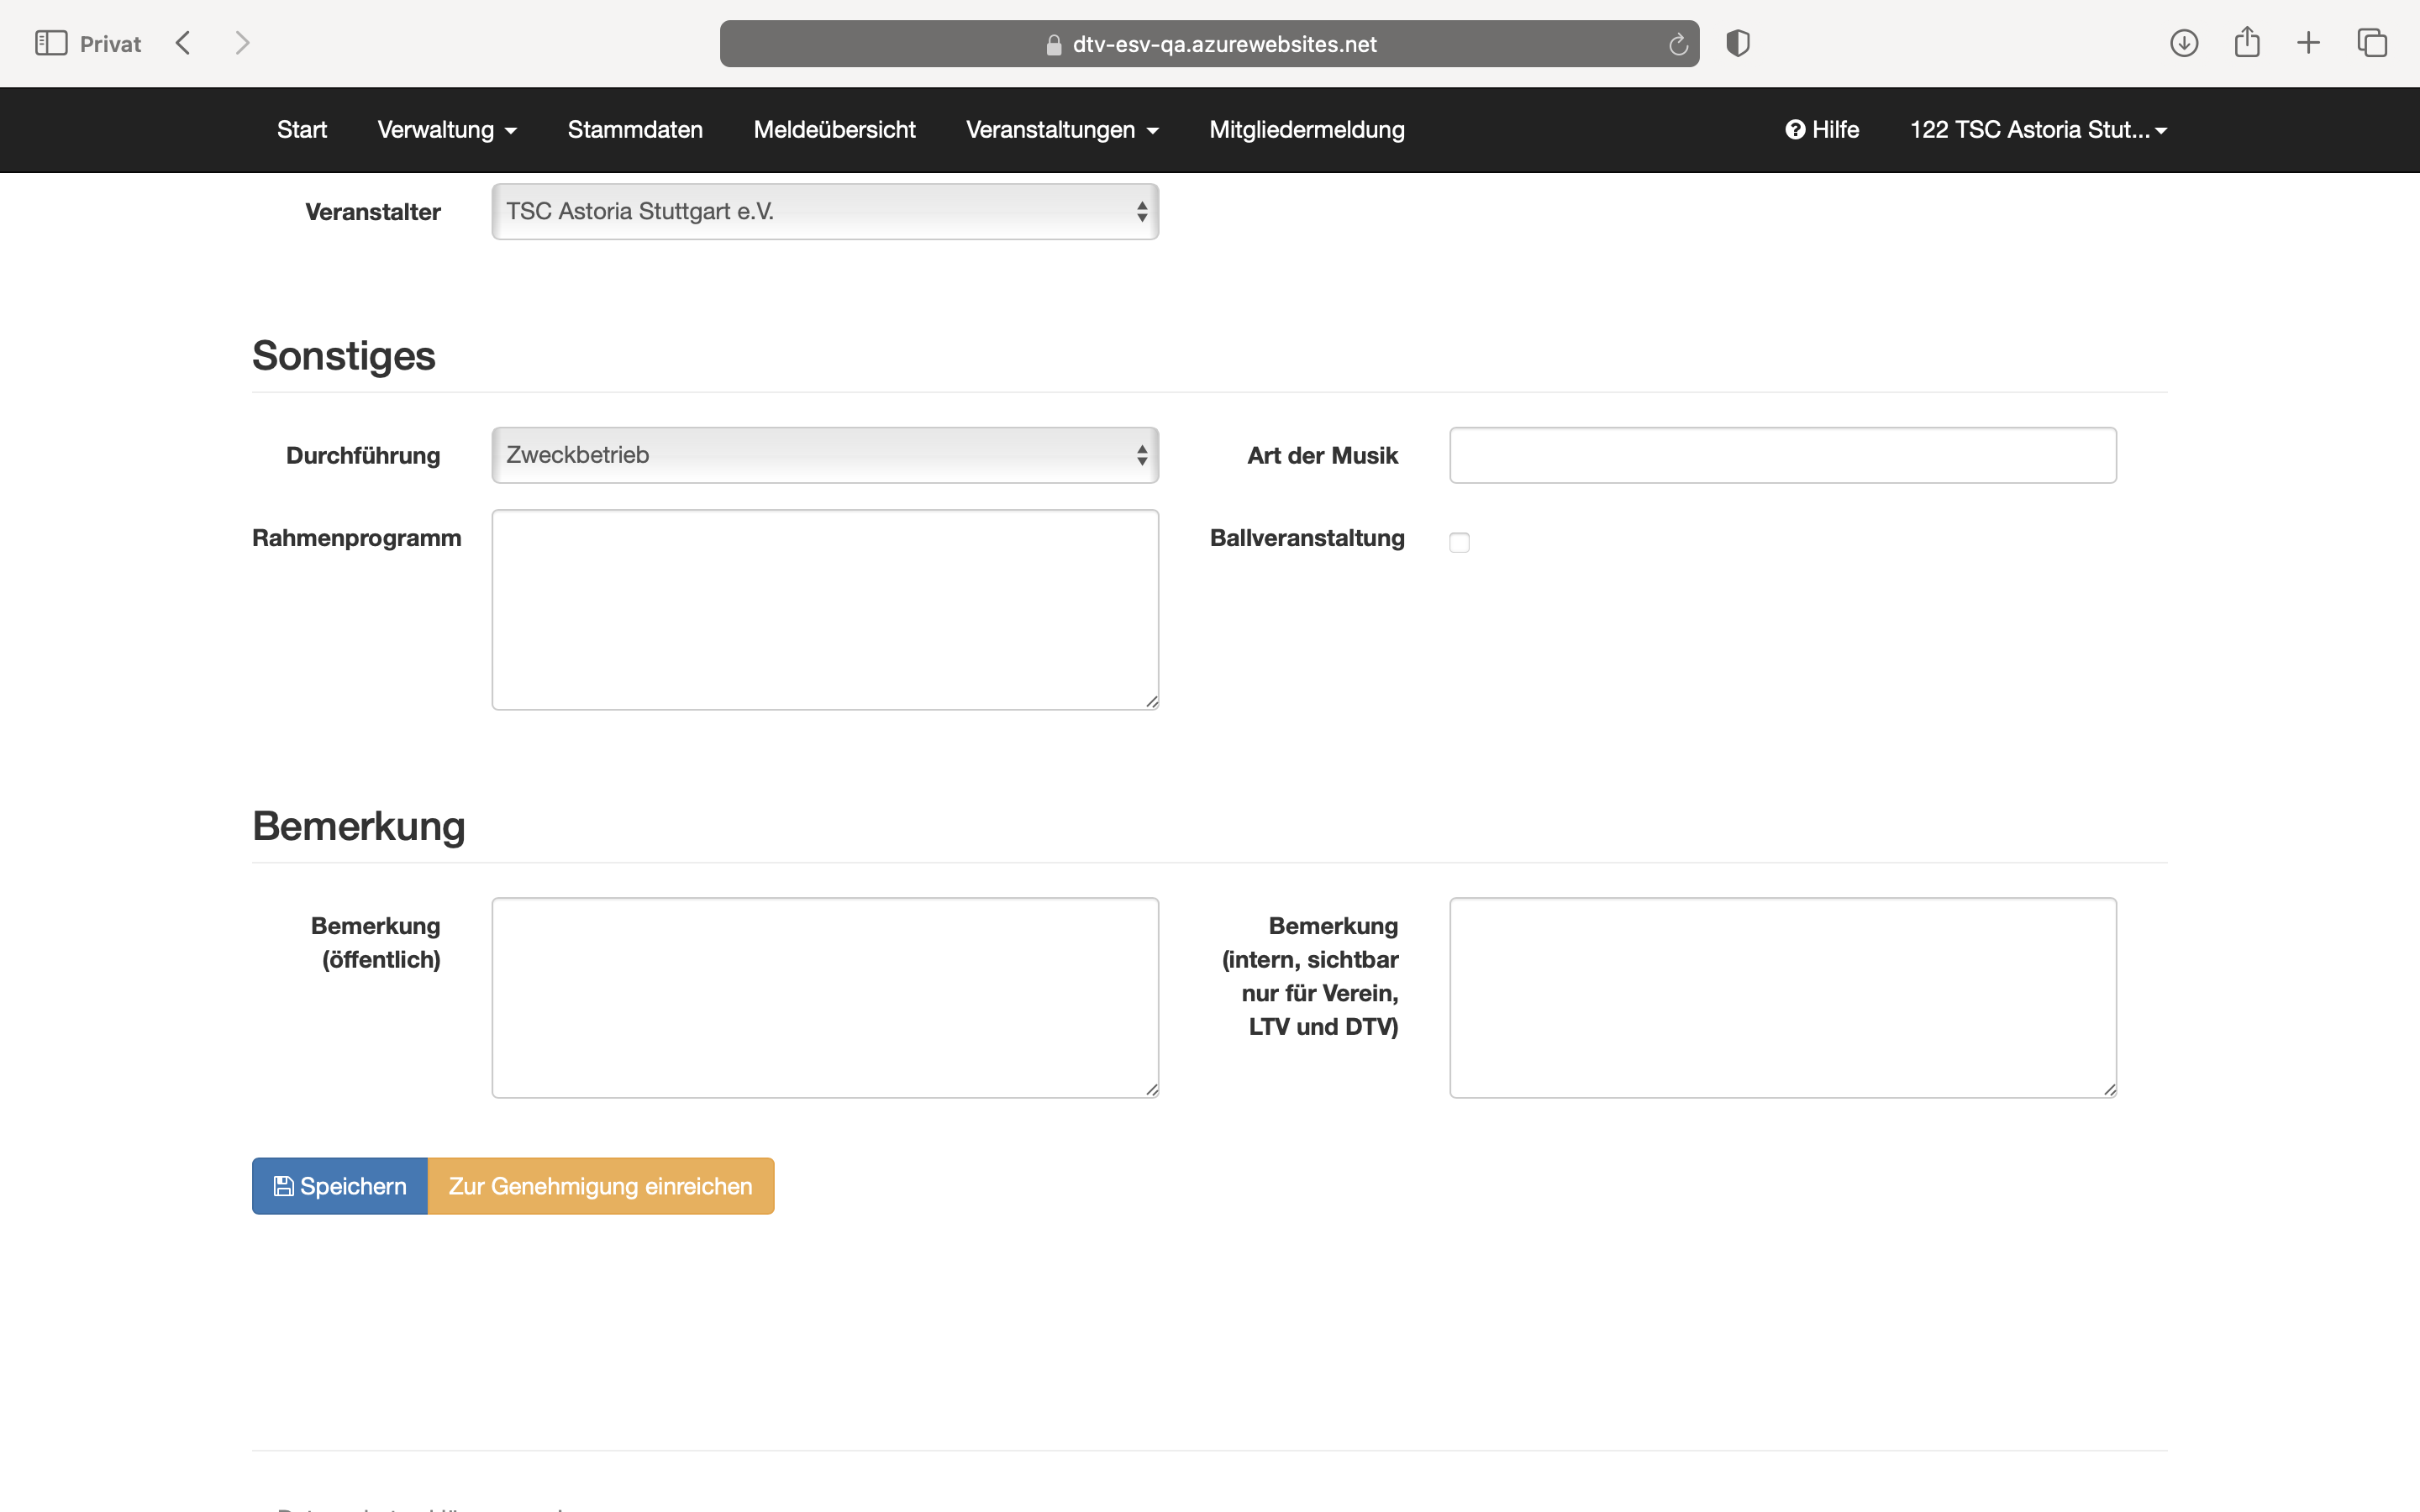 Privat
dtv-esv-qa.azurewebsites.net
Start Verwaltung Stammdaten Meldeübersicht Veranstaltungen Mitgliedermeldung Hilfe 122 TSC Astoria Stut...
Veranstalter TSC Astoria Stuttgart e.V.
Sonstiges
Durchführung Zweckbetrieb Art der Musik
Rahmenprogramm Ballveranstaltung
Bemerkung
Bemerkung
(öffentlich)
Bemerkung
(intern, sichtbar
nur für Verein,
LTV und DTV)
Speichern Zur Genehmigung einreichen